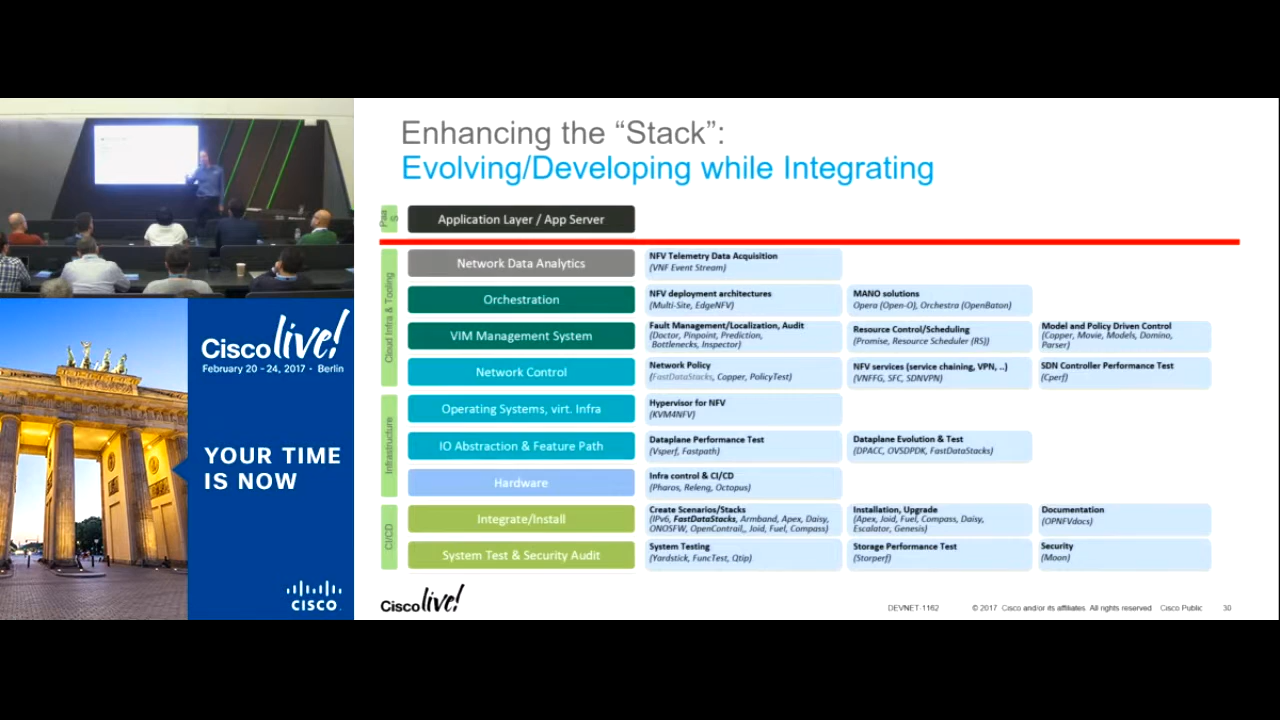 Enhancing the “Stack”:
Evolving/Developing while Integrating
PaaS
Application Layer / App Server
Cloud Infra & Tooling
Network Data Analytics
NFV Telemetry Data Acquisition
(VNF Event Stream)
Orchestration
NFV deployment architectures
(Multi-Site, EdgeNFV)
MANO solutions
Opera (Open-O), Orchestra (OpenBaton)
VIM Management System
Fault Management/Localization, Audit
(Doctor, Pinpoint, Prediction,
Bottlenecks, Inspector)
Resource Control/Scheduling
(Promise, Resource Scheduler (RS))
Model and Policy Driven Control
(Copper, Movie, Models, Domino,
Parser)
Network Control
Network Policy
(FastDataStacks, Copper, PolicyTest)
NFV services (service chaining, VPN, ..)
(VNFFG, SFC, SDNVPN)
SDN Controller Performance Test
(Cperf)
Infrastructure
Operating Systems, virt. Infra
Hypervisor for NFV
(KVM4NFV)
IO Abstraction & Feature Path
Dataplane Performance Test
(Vsperf, Fastpath)
Dataplane Evolution & Test
(DPACC, OVSDPDK, FastDataStacks)
Hardware
Infra control & CI/CD
(Pharos, Releng, Octopus)
CI/CD
Integrate/Install
Create Scenarios/Stacks
(IPv6, FastDataStacks, Armband, Apex, Daisy,
ONOSFW, OpenContrail,, Joid, Fuel, Compass)
Installation, Upgrade
(Apex, Joid, Fuel, Compass, Daisy,
Escalator, Genesis)
Documentation
(OPNFVdocs)
System Test & Security Audit
System Testing
(Yardstick, FuncTest, Qtip)
Storage Performance Test
(Storperf)
Security
(Moon)
Cisco live!
DEVNET-1162 © 2017 Cisco and/or its affiliates. All rights reserved Cisco Public 30
Cisco live!
February 20 - 24, 2017 • Berlin
YOUR TIME
IS NOW
CISCO